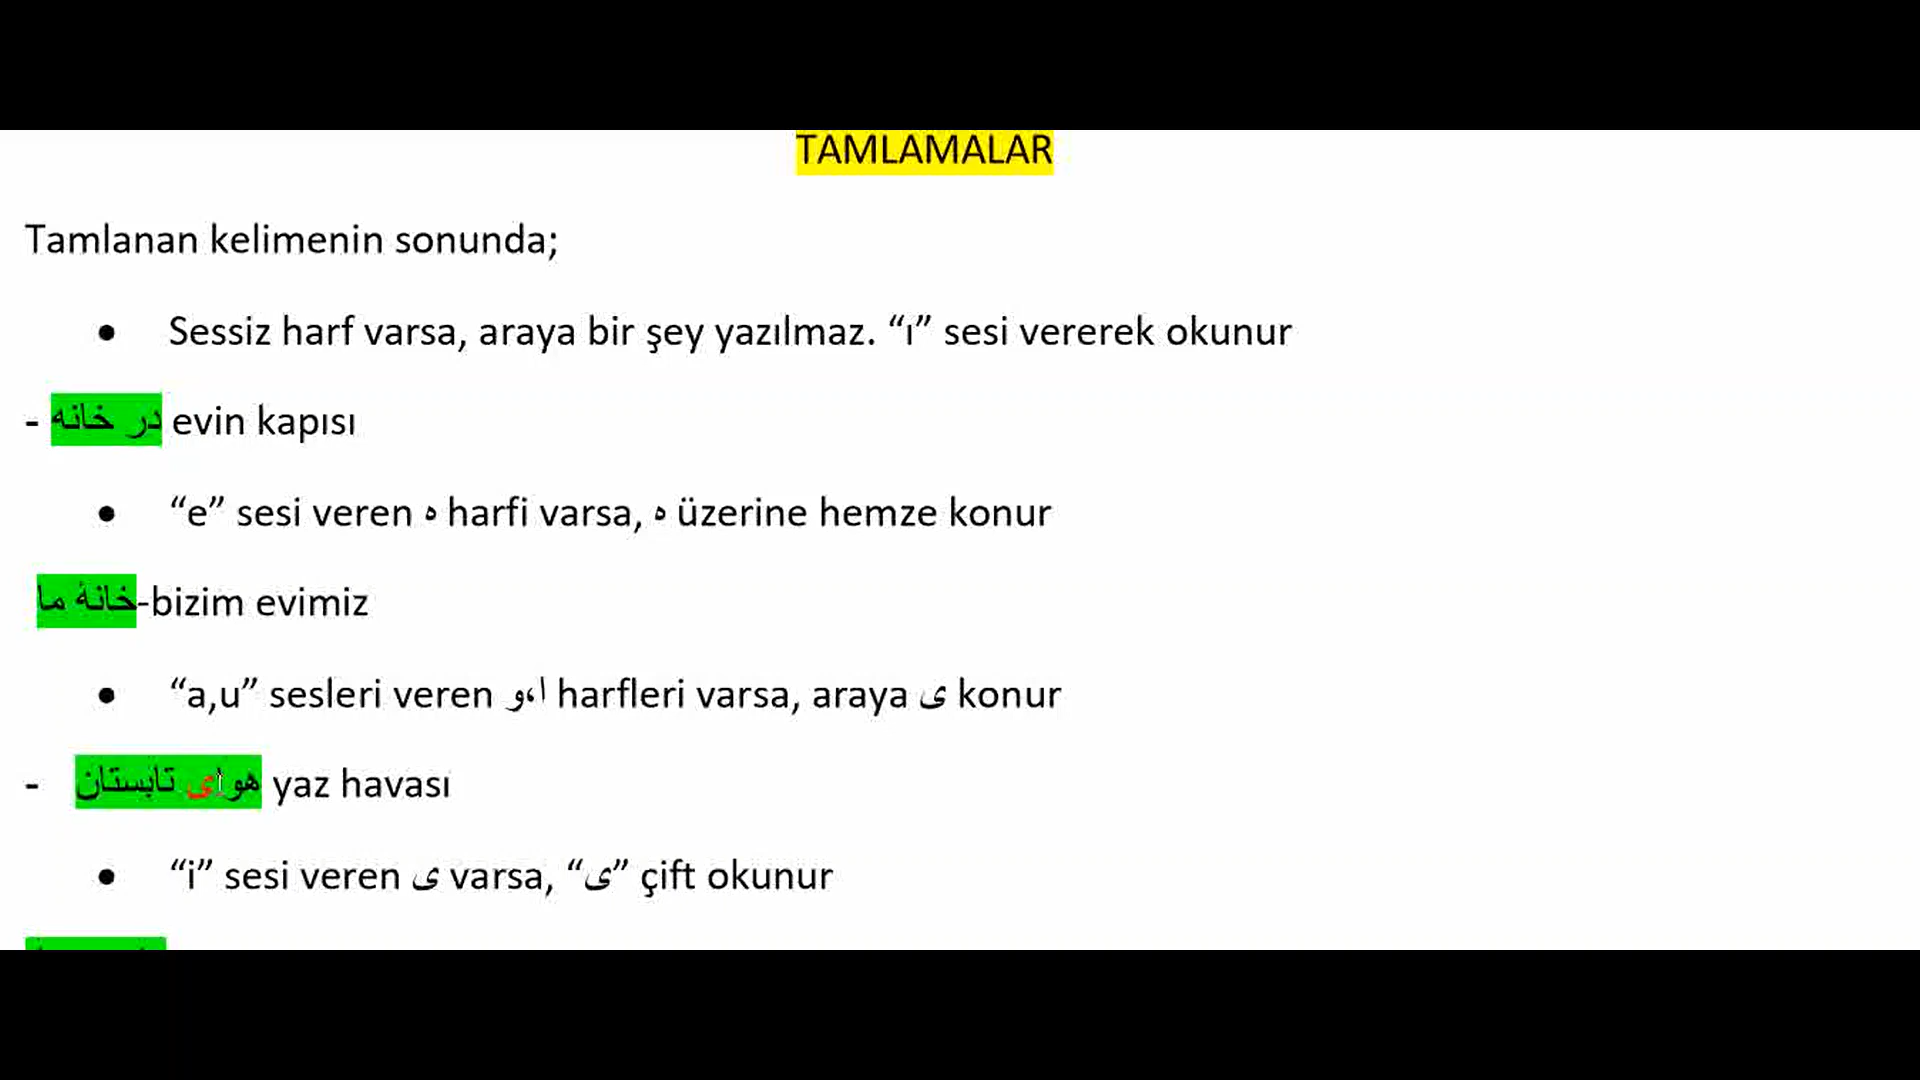 TAMLAMALAR
Tamlanan kelimenin sonunda;
● Sessiz harf varsa, araya bir şey yazılmaz. “ı” sesi vererek okunur
- در خانه evin kapısı
● “e” sesi veren ه harfi varsa, ه üzerine hemze konur
خانۀ ما-bizim evimiz
● “a,u” sesleri veren ا،و harfleri varsa, araya ی konur
- هوای تابستان yaz havası
● “i” sesi veren ی varsa, “ی” çift okunur